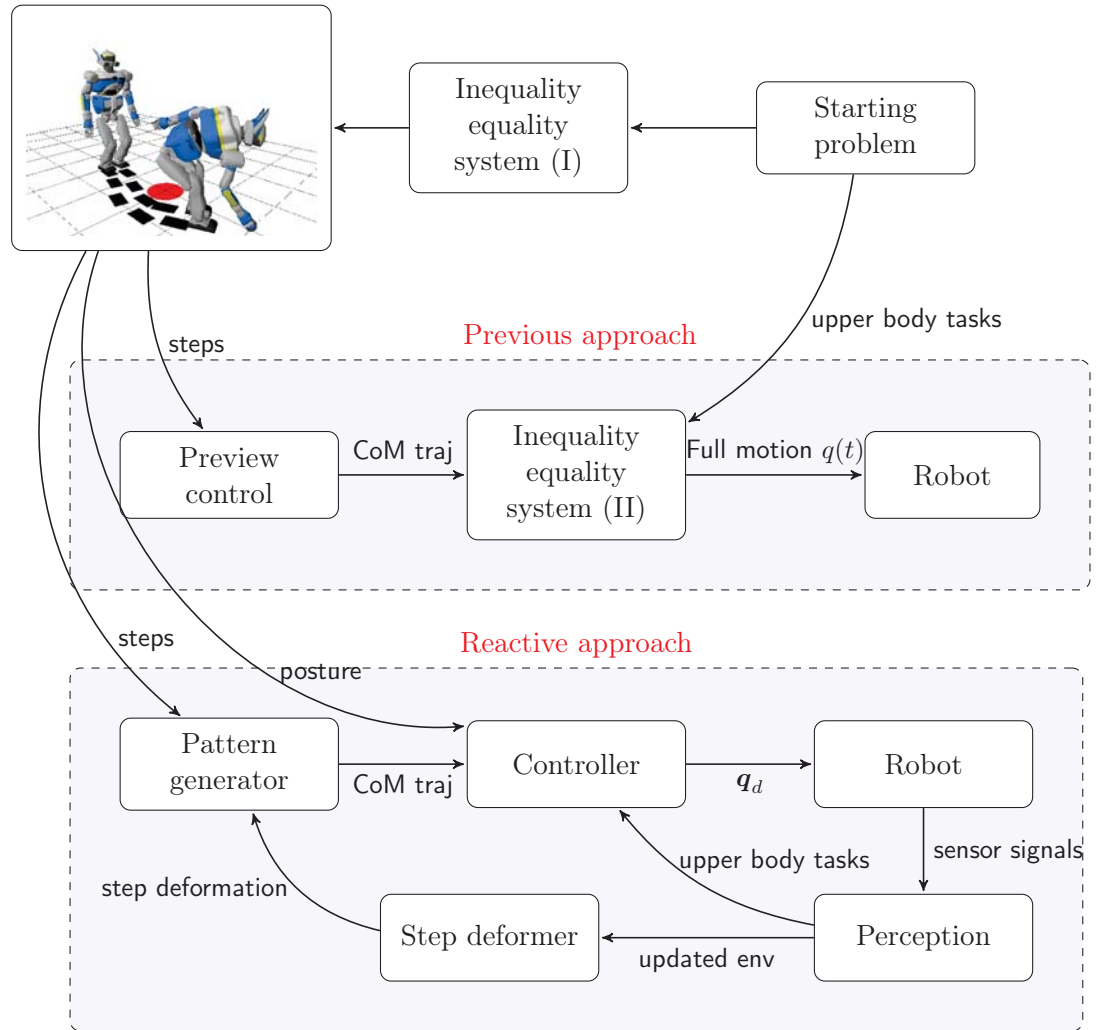 Inequality
equality
system (I)
Starting
problem
upper body tasks
Previous approach
steps
Preview
control
CoM traj
Inequality
equality
system (II)
Full motion q(t)
Robot
steps
Reactive approach
posture
Pattern
generator
CoM traj
Controller
q_d
Robot
upper body tasks
sensor signals
step deformation
Step deformer
updated env
Perception